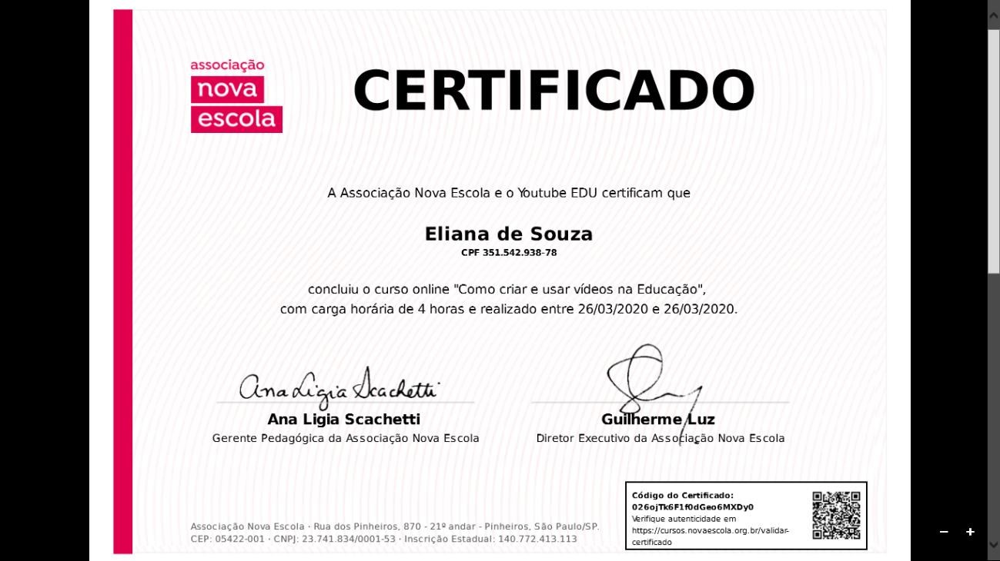 associação
nova
escola
CERTIFICADO
A Associação Nova Escola e o Youtube EDU certificam que
Eliana de Souza
CPF 351.542.938-78
concluiu o curso online "Como criar e usar vídeos na Educação",
com carga horária de 4 horas e realizado entre 26/03/2020 e 26/03/2020.
Ana Ligia Scachetti
Ana Ligia Scachetti
Gerente Pedagógica da Associação Nova Escola
Guilherme Luz
Diretor Executivo da Associação Nova Escola
Associação Nova Escola · Rua dos Pinheiros, 870 - 21º andar - Pinheiros, São Paulo/SP.
CEP: 05422-001 · CNPJ: 23.741.834/0001-53 · Inscrição Estadual: 140.772.413.113
Código do Certificado:
026ojTk6F1f0dGeo6MXDy0
Verifique autenticidade em
https://cursos.novaescola.org.br/validar-
certificado